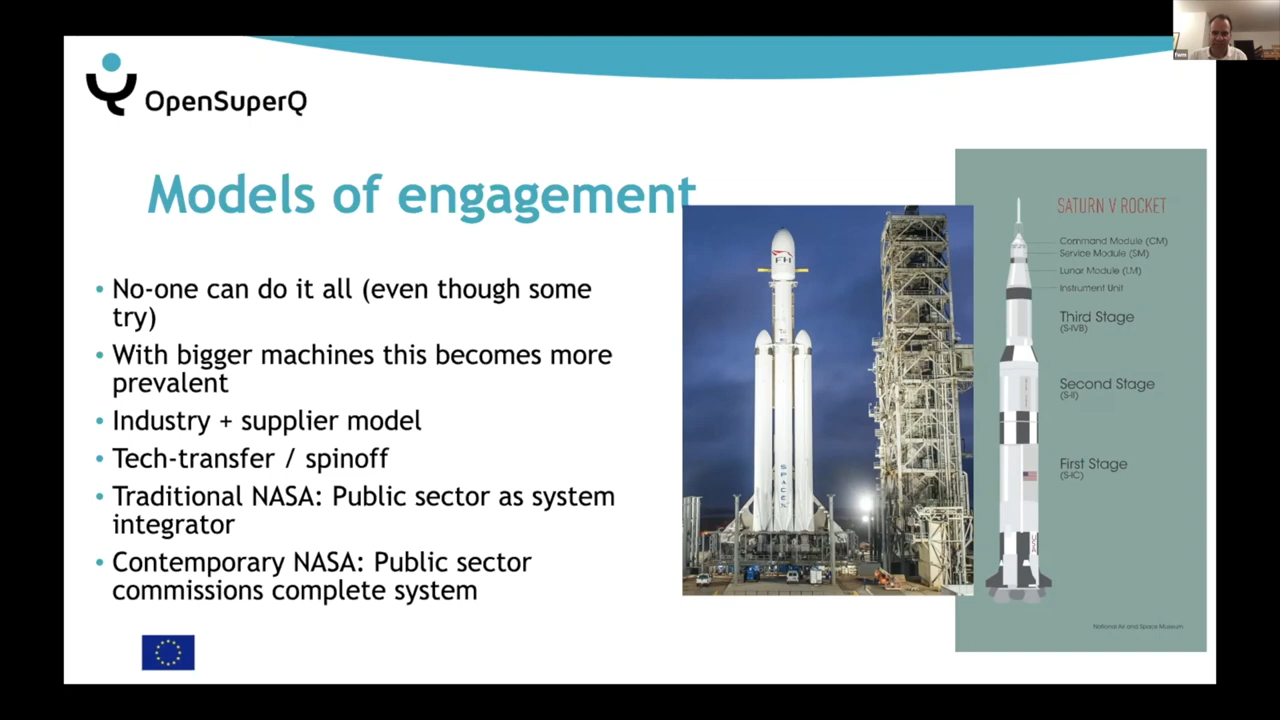 OpenSuperQ
Models of engagement
• No-one can do it all (even though some
try)
• With bigger machines this becomes more
prevalent
• Industry + supplier model
• Tech-transfer / spinoff
• Traditional NASA: Public sector as system
integrator
• Contemporary NASA: Public sector
commissions complete system
FH
SPACEX
SATURN V ROCKET
Command Module (CM)
Service Module (SM)
Lunar Module (LM)
Instrument Unit
Third Stage
(S-IVB)
Second Stage
(S-II)
First Stage
(S-IC)
USA
National Air and Space Museum